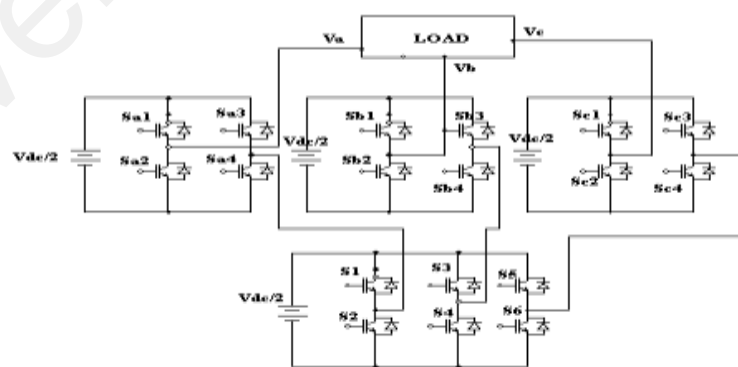 Va
LOAD
Vc
Vb
Sa1
Sa3
Sb1
Sb3
Sc1
Sc3
Vdc/2
Sa2
Sa4
Vdc/2
Sb2
Sb4
Vdc/2
Sc2
Sc4
S1
S3
S5
Vdc/2
S2
S4
S6